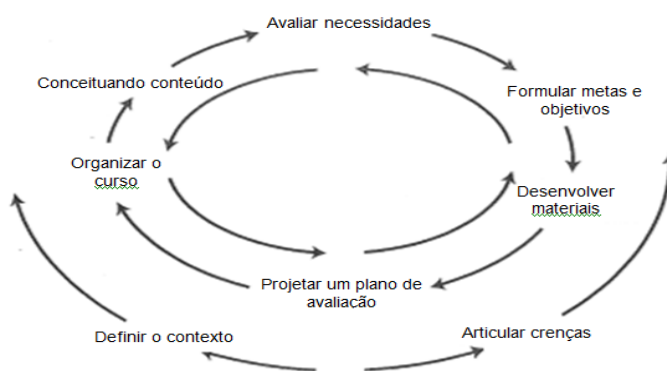 Avaliar necessidades
Conceituando conteúdo
Formular metas e
objetivos
Organizar o
curso
Desenvolver
materiais
Projetar um plano de
avaliação
Definir o contexto
Articular crenças